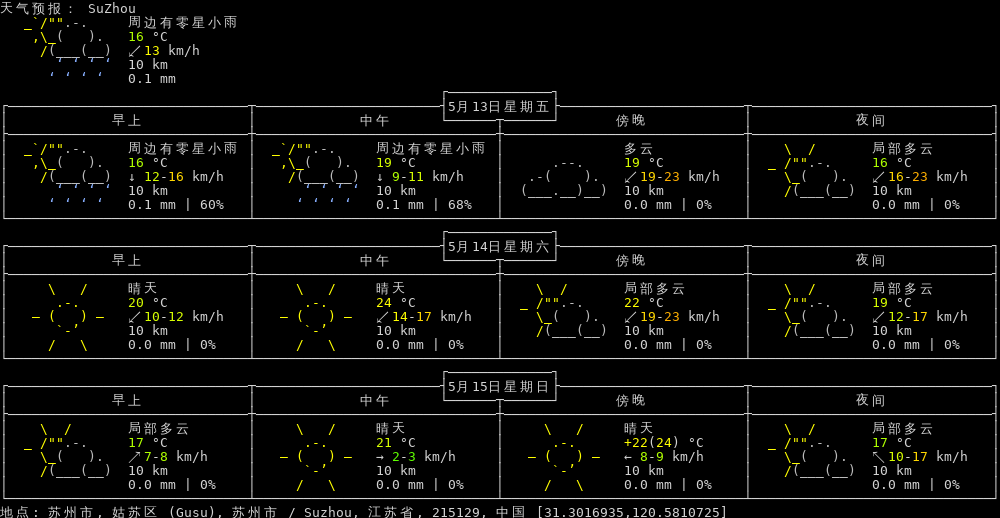 天气预报： SuZhou
周边有零星小雨
16 °C
↙13 km/h
10 km
0.1 mm
5月13日星期五
早上 中午 傍晚 夜间
周边有零星小雨 周边有零星小雨 多云 局部多云
16 °C 19 °C 19 °C 16 °C
↓ 12-16 km/h ↓ 9-11 km/h ↙19-23 km/h ↙16-23 km/h
10 km 10 km 10 km 10 km
0.1 mm | 60% 0.1 mm | 68% 0.0 mm | 0% 0.0 mm | 0%
5月14日星期六
早上 中午 傍晚 夜间
晴天 晴天 局部多云 局部多云
20 °C 24 °C 22 °C 19 °C
↙10-12 km/h ↙14-17 km/h ↙19-23 km/h ↙12-17 km/h
10 km 10 km 10 km 10 km
0.0 mm | 0% 0.0 mm | 0% 0.0 mm | 0% 0.0 mm | 0%
5月15日星期日
早上 中午 傍晚 夜间
局部多云 晴天 晴天 局部多云
17 °C 21 °C +22(24) °C 17 °C
↗7-8 km/h → 2-3 km/h ← 8-9 km/h ↖10-17 km/h
10 km 10 km 10 km 10 km
0.0 mm | 0% 0.0 mm | 0% 0.0 mm | 0% 0.0 mm | 0%
地点: 苏州市, 姑苏区 (Gusu), 苏州市 / Suzhou, 江苏省, 215129, 中国 [31.3016935,120.5810725]